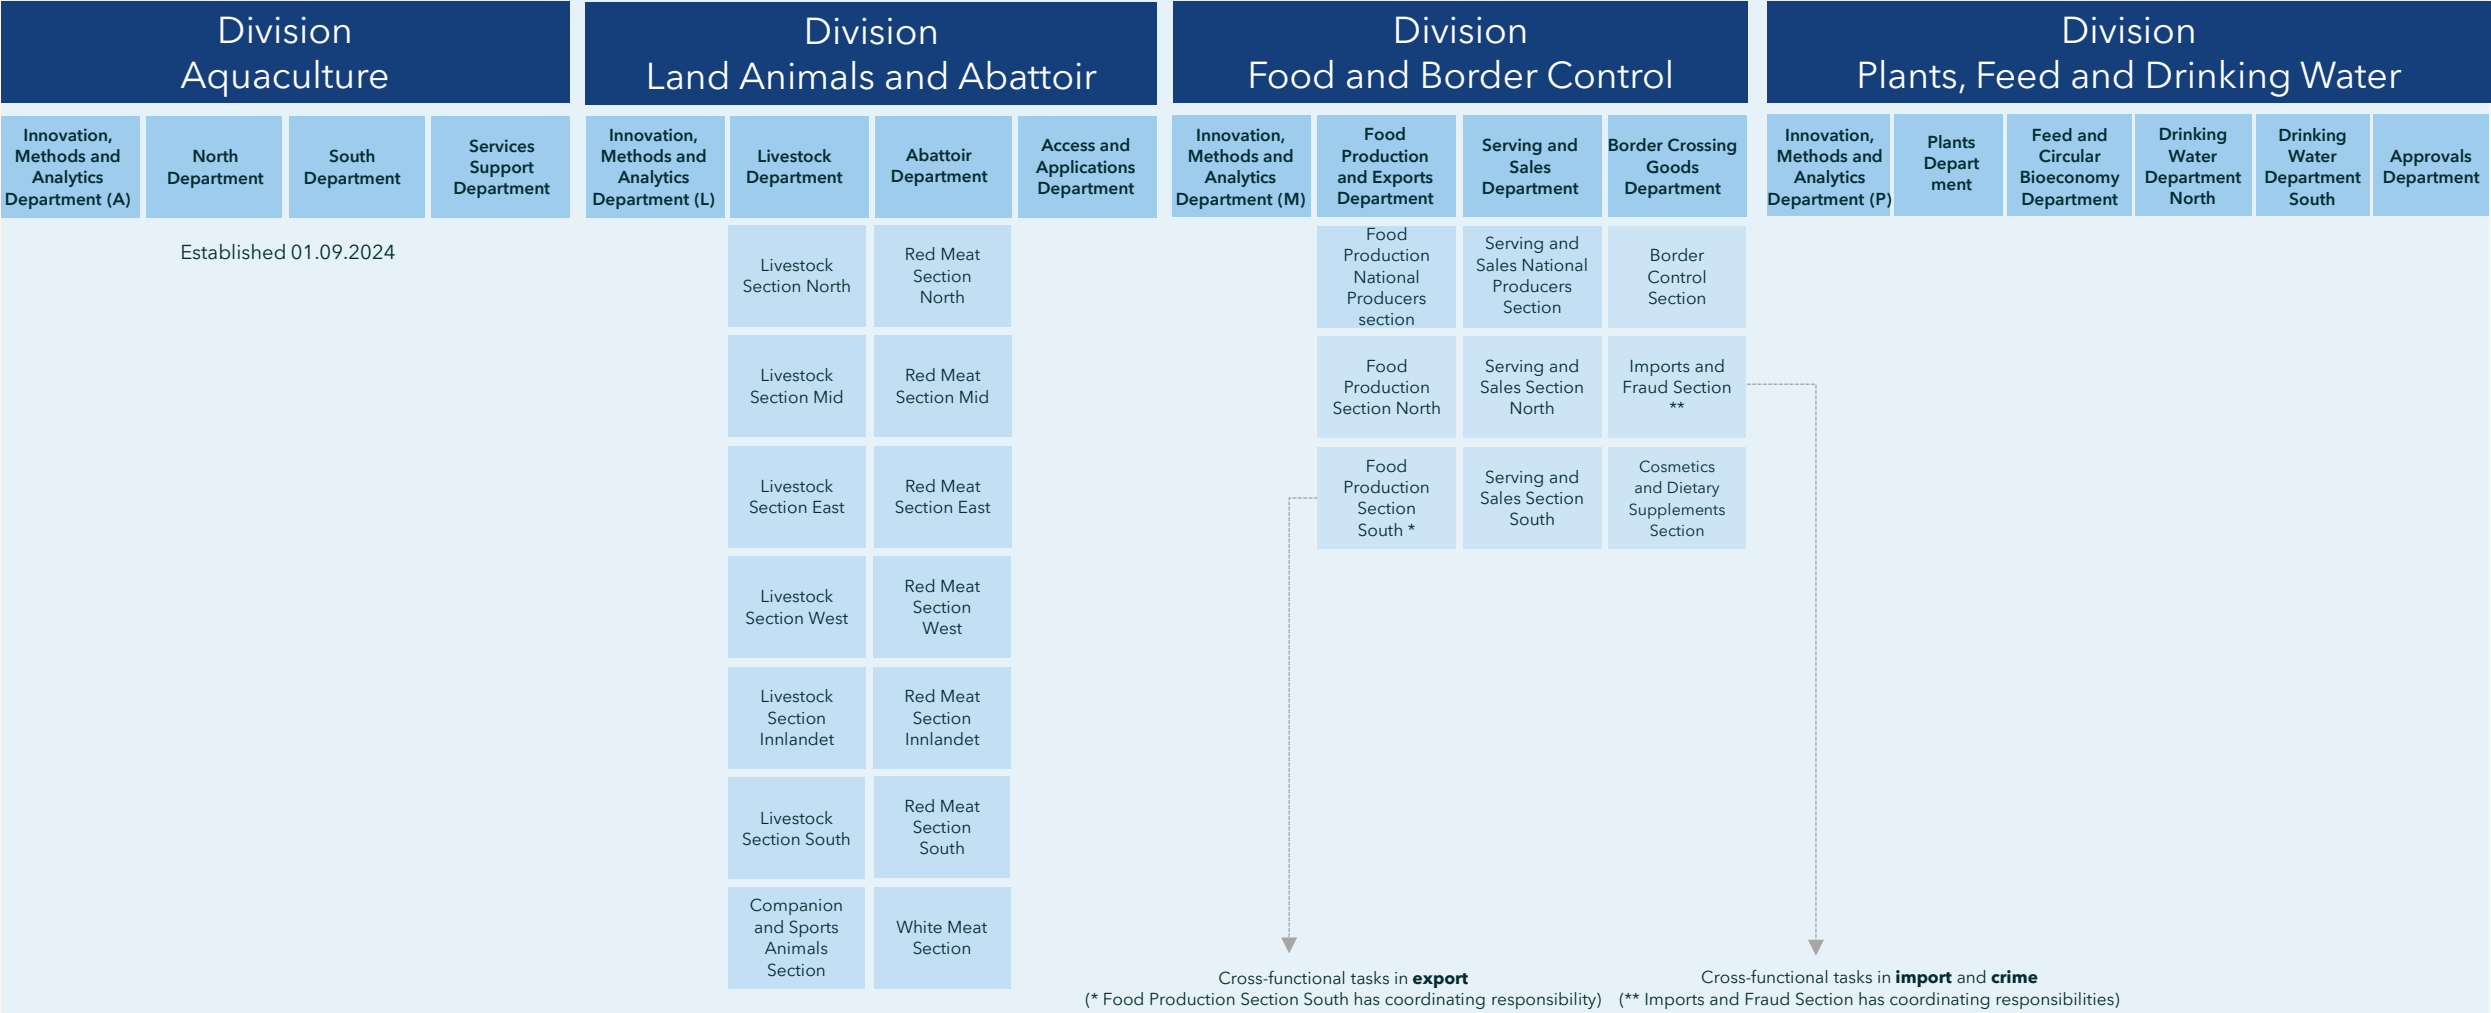 Division
Aquaculture
Innovation,
Methods and
Analytics
Department (A)
North
Department
South
Department
Services
Support
Department
Established 01.09.2024
Division
Land Animals and Abattoir
Innovation,
Methods and
Analytics
Department (L)
Livestock
Department
Abattoir
Department
Access and
Applications
Department
Livestock
Section North
Red Meat
Section
North
Livestock
Section Mid
Red Meat
Section Mid
Livestock
Section East
Red Meat
Section East
Livestock
Section West
Red Meat
Section
West
Livestock
Section
Innlandet
Red Meat
Section
Innlandet
Livestock
Section South
Red Meat
Section
South
Companion
and Sports
Animals
Section
White Meat
Section
Division
Food and Border Control
Innovation,
Methods and
Analytics
Department (M)
Food
Production
and Exports
Department
Serving and
Sales
Department
Border Crossing
Goods
Department
Food
Production
National
Producers
section
Serving and
Sales National
Producers
Section
Border
Control
Section
Food
Production
Section North
Serving and
Sales Section
North
Imports and
Fraud Section
**
Food
Production
Section
South *
Serving and
Sales Section
South
Cosmetics
and Dietary
Supplements
Section
Division
Plants, Feed and Drinking Water
Innovation,
Methods and
Analytics
Department (P)
Plants
Depart
ment
Feed and
Circular
Bioeconomy
Department
Drinking
Water
Department
North
Drinking
Water
Department
South
Approvals
Department
Cross-functional tasks in export
(* Food Production Section South has coordinating responsibility)
Cross-functional tasks in import and crime
(** Imports and Fraud Section has coordinating responsibilities)